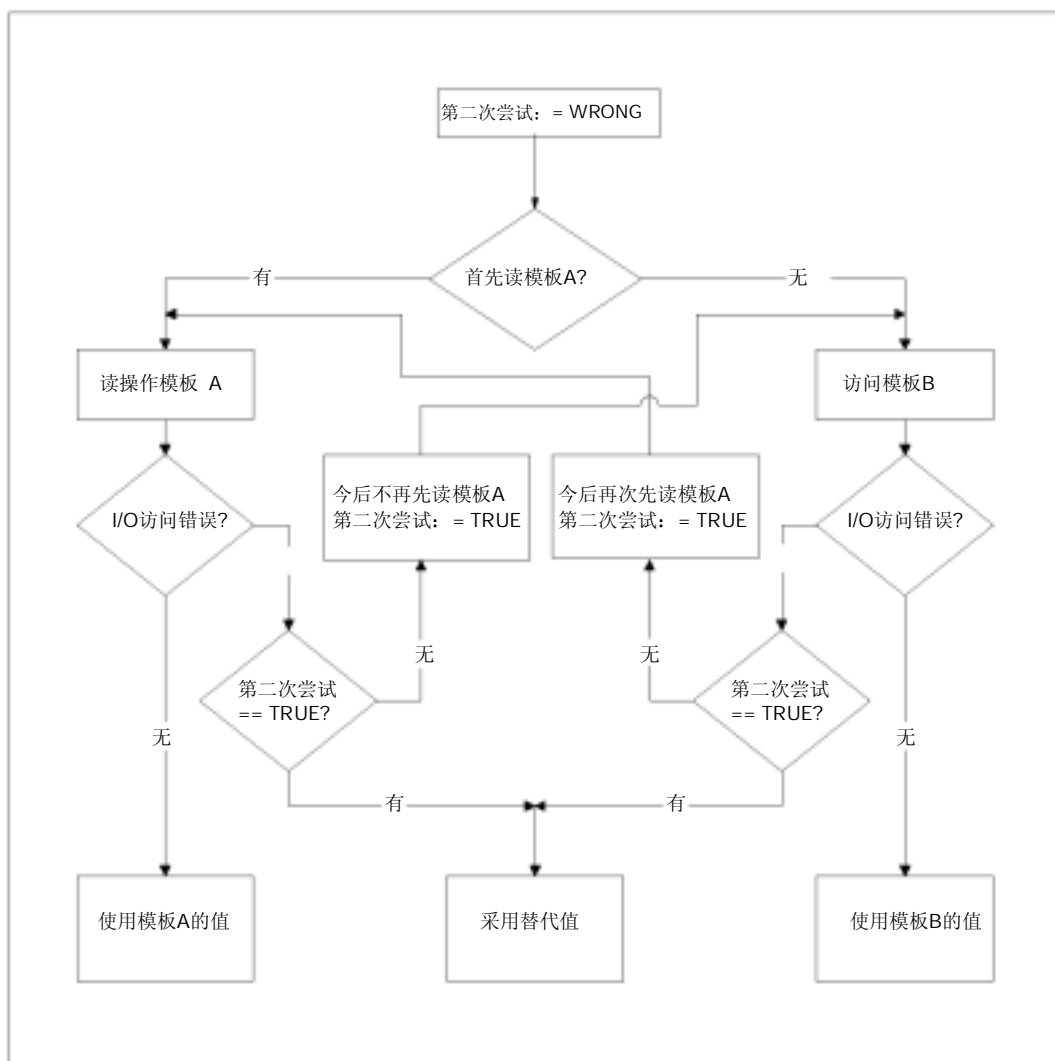 第二次尝试：= WRONG
首先读模板A?
有
无
读操作模板 A
访问模板B
今后不再先读模板A
第二次尝试：= TRUE
今后再次先读模板A
第二次尝试：= TRUE
I/O访问错误?
I/O访问错误?
无
无
第二次尝试
== TRUE?
第二次尝试
== TRUE?
无
无
有
有
使用模板A的值
采用替代值
使用模板B的值